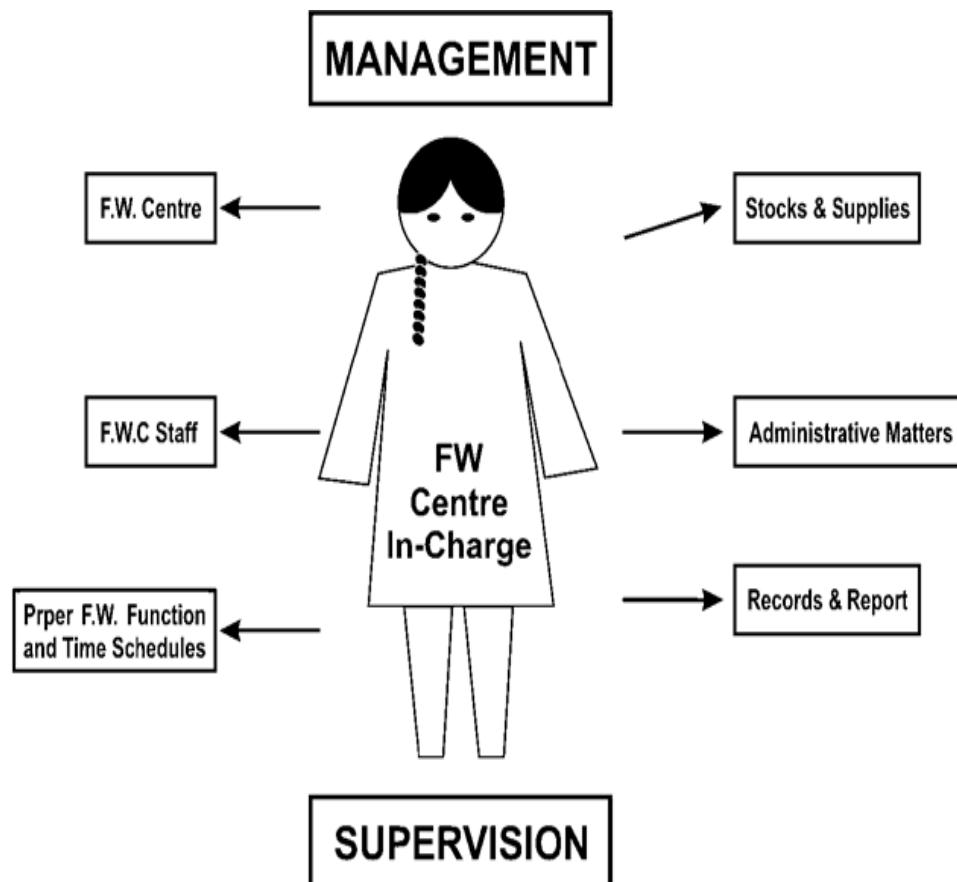 MANAGEMENT
F.W. Centre
Stocks & Supplies
F.W.C Staff
Administrative Matters
FW
Centre
In-Charge
Prper F.W. Function
and Time Schedules
Records & Report
SUPERVISION